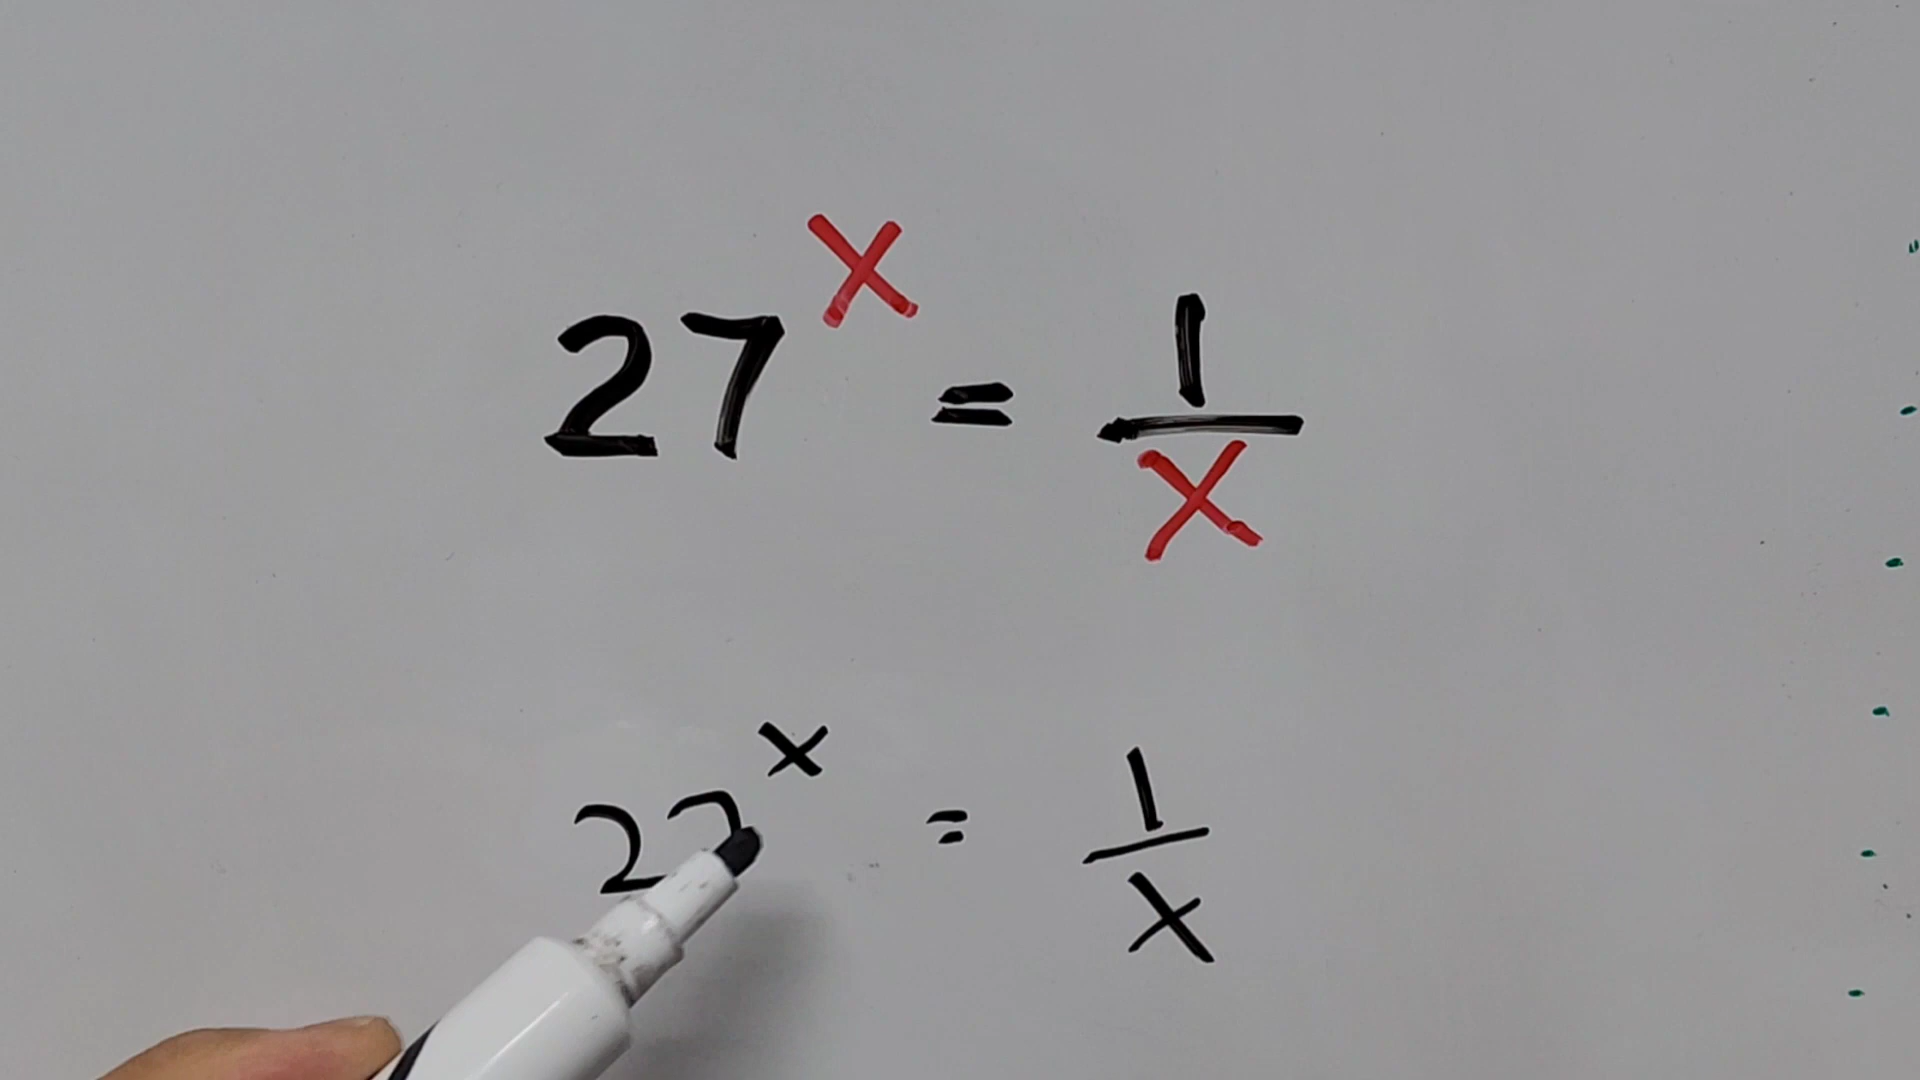 27^x = 1/x
27^x = 1/x